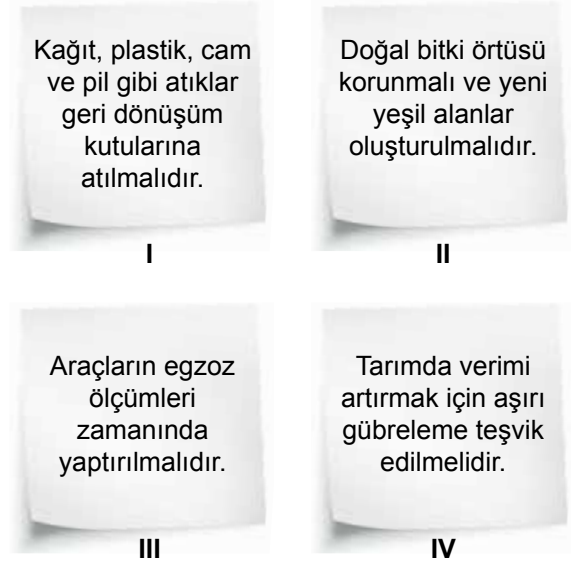 Kağıt, plastik, cam
ve pil gibi atıklar
geri dönüşüm
kutularına
atılmalıdır.
I
Doğal bitki örtüsü
korunmalı ve yeni
yeşil alanlar
oluşturulmalıdır.
II
Araçların egzoz
ölçümleri
zamanında
yaptırılmalıdır.
III
Tarımda verimi
artırmak için aşırı
gübreleme teşvik
edilmelidir.
IV